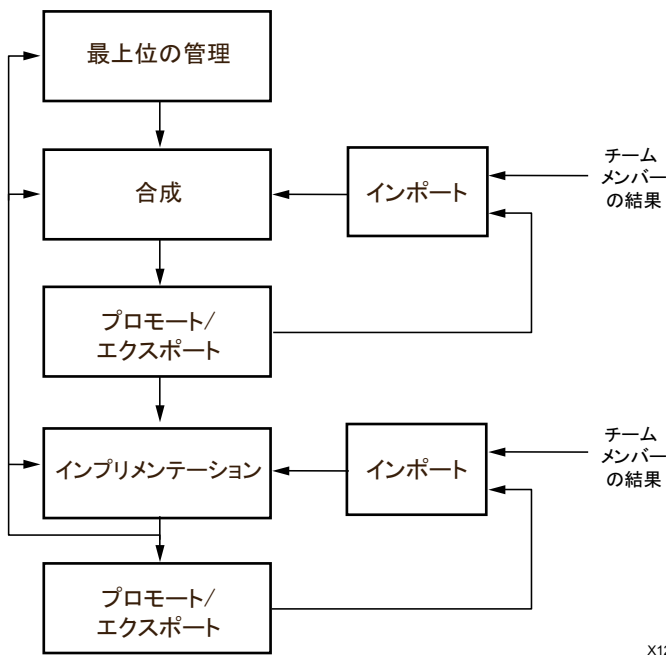 最上位の管理
合成
インポート
チーム
メンバー
の結果
プロモート/
エクスポート
インプリメンテーション
インポート
チーム
メンバー
の結果
プロモート/
エクスポート
X12